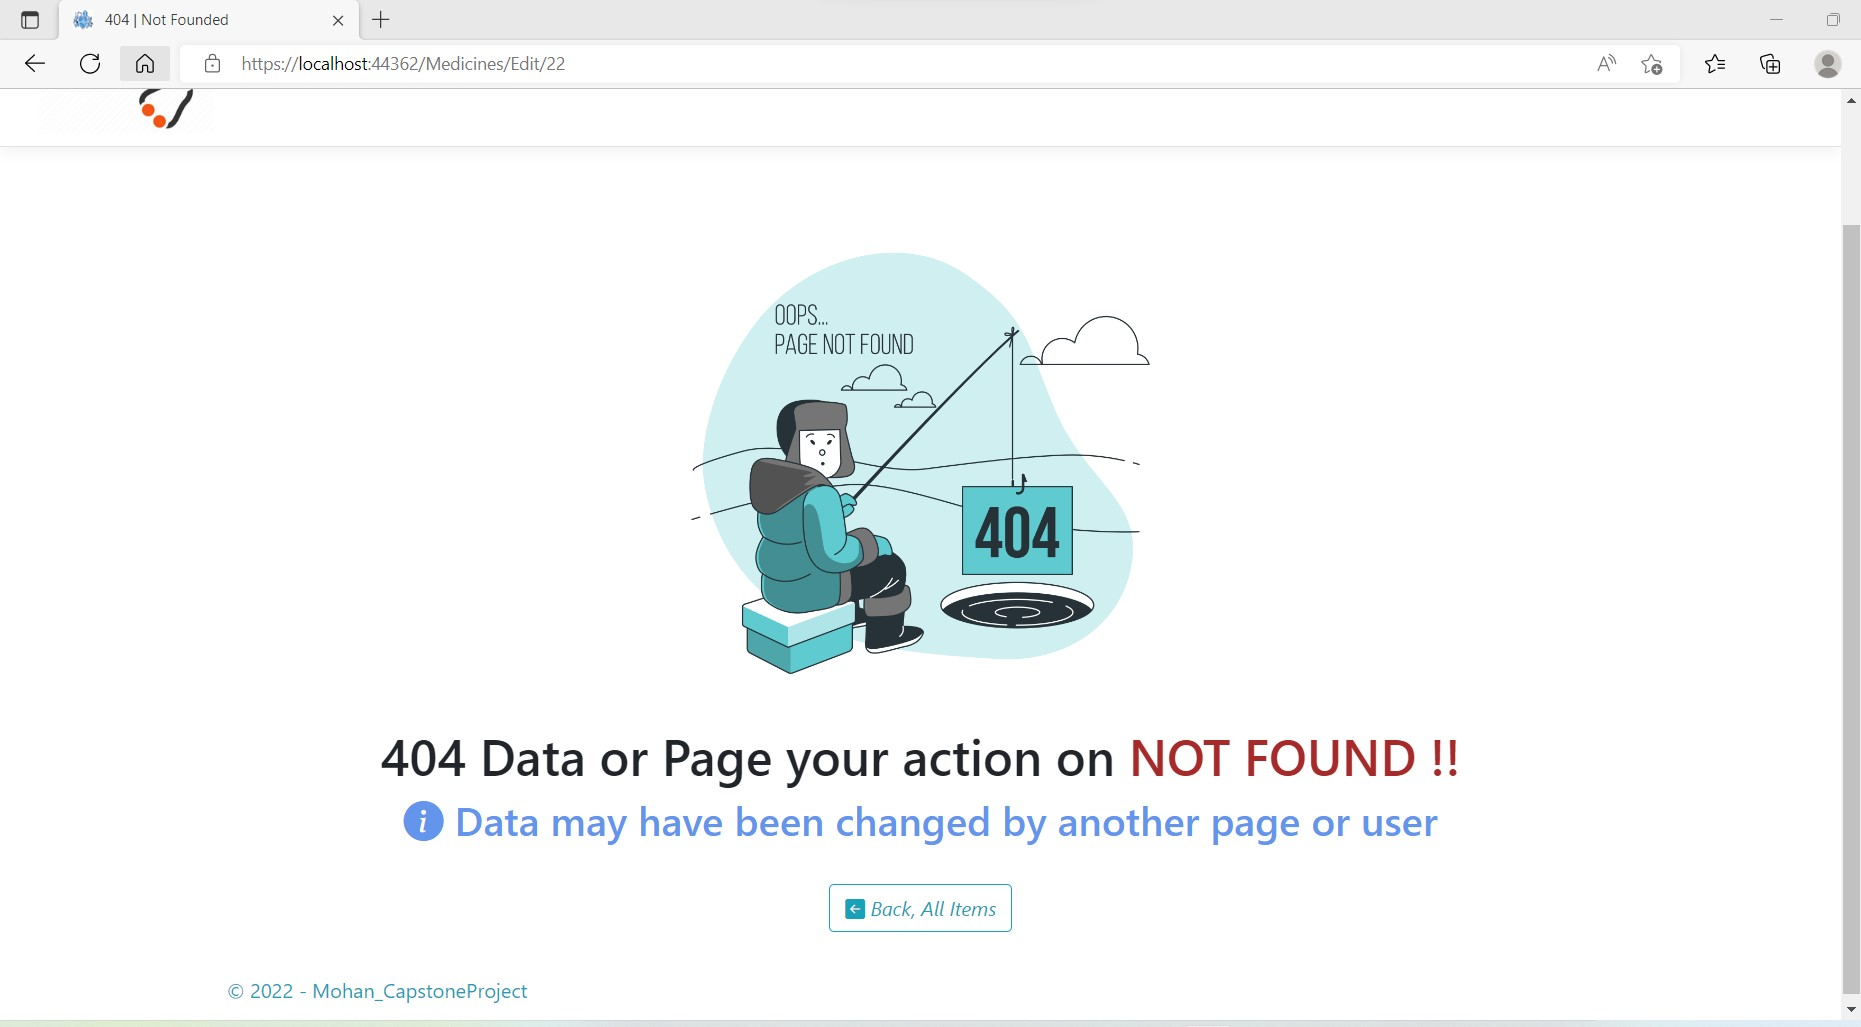 404 | Not Founded
https://localhost:44362/Medicines/Edit/22
OOPS...
PAGE NOT FOUND
404
404 Data or Page your action on NOT FOUND !!
i Data may have been changed by another page or user
Back, All Items
© 2022 - Mohan_CapstoneProject